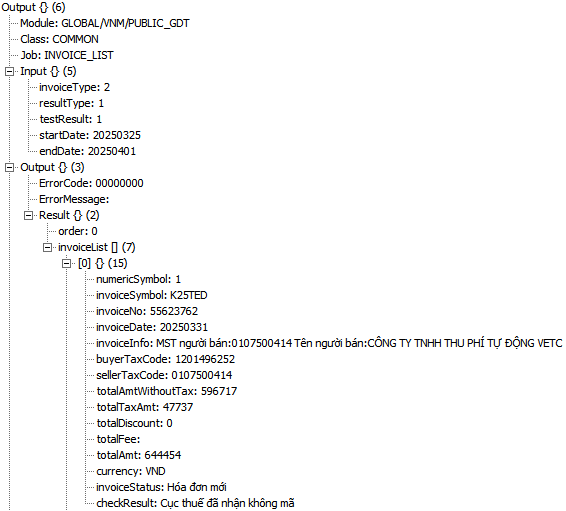 Output {} (6)
Module: GLOBAL/VNM/PUBLIC_GDT
Class: COMMON
Job: INVOICE_LIST
Input {} (5)
invoiceType: 2
resultType: 1
testResult: 1
startDate: 20250325
endDate: 20250401
Output {} (3)
ErrorCode: 00000000
ErrorMessage:
Result {} (2)
order: 0
invoiceList [] (7)
[0] {} (15)
numericSymbol: 1
invoiceSymbol: K25TED
invoiceNo: 55623762
invoiceDate: 20250331
invoiceInfo: MST người bán:0107500414 Tên người bán:CÔNG TY TNHH THU PHÍ TỰ ĐỘNG VETC
buyerTaxCode: 1201496252
sellerTaxCode: 0107500414
totalAmtWithoutTax: 596717
totalTaxAmt: 47737
totalDiscount: 0
totalFee:
totalAmt: 644454
currency: VND
invoiceStatus: Hóa đơn mới
checkResult: Cục thuế đã nhận không mã